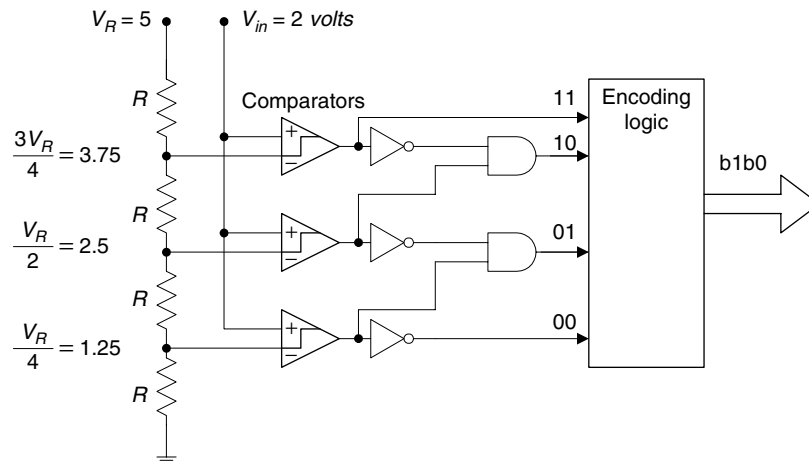 V_R = 5
V_in = 2 volts
R
Comparators
11
Encoding logic
+
−
3V_R/4 = 3.75
10
b1b0
R
+
−
V_R/2 = 2.5
01
R
+
−
V_R/4 = 1.25
00
R